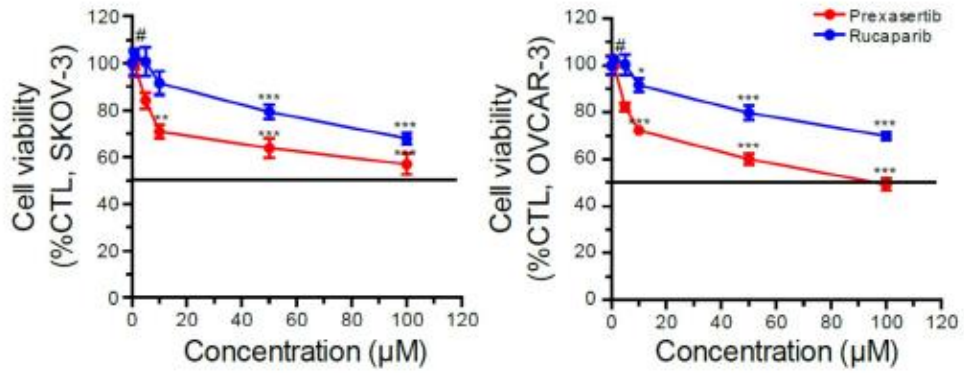 Cell viability
(%CTL, SKOV-3)
120
100
80
60
40
20
0
#
**
***
***
***
***
0 20 40 60 80 100 120
Concentration (µM)
Cell viability
(%CTL, OVCAR-3)
120
100
80
60
40
20
0
#
*
***
***
***
***
***
0 20 40 60 80 100 120
Concentration (µM)
Prexasertib
Rucaparib